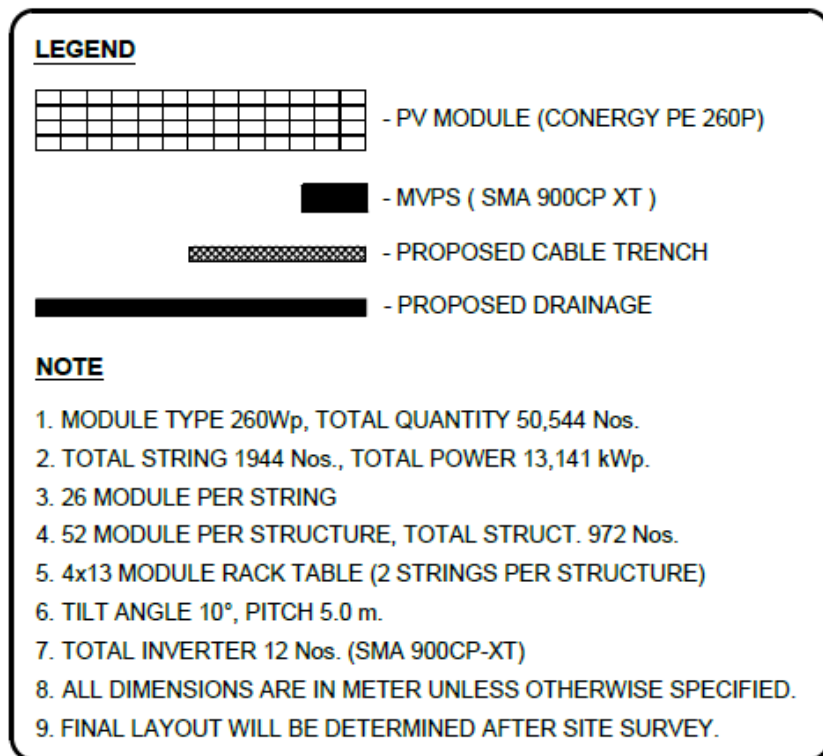 LEGEND
- PV MODULE (CONERGY PE 260P)
- MVPS ( SMA 900CP XT )
- PROPOSED CABLE TRENCH
- PROPOSED DRAINAGE
NOTE
1. MODULE TYPE 260Wp, TOTAL QUANTITY 50,544 Nos.
2. TOTAL STRING 1944 Nos., TOTAL POWER 13,141 kWp.
3. 26 MODULE PER STRING
4. 52 MODULE PER STRUCTURE, TOTAL STRUCT. 972 Nos.
5. 4x13 MODULE RACK TABLE (2 STRINGS PER STRUCTURE)
6. TILT ANGLE 10°, PITCH 5.0 m.
7. TOTAL INVERTER 12 Nos. (SMA 900CP-XT)
8. ALL DIMENSIONS ARE IN METER UNLESS OTHERWISE SPECIFIED.
9. FINAL LAYOUT WILL BE DETERMINED AFTER SITE SURVEY.